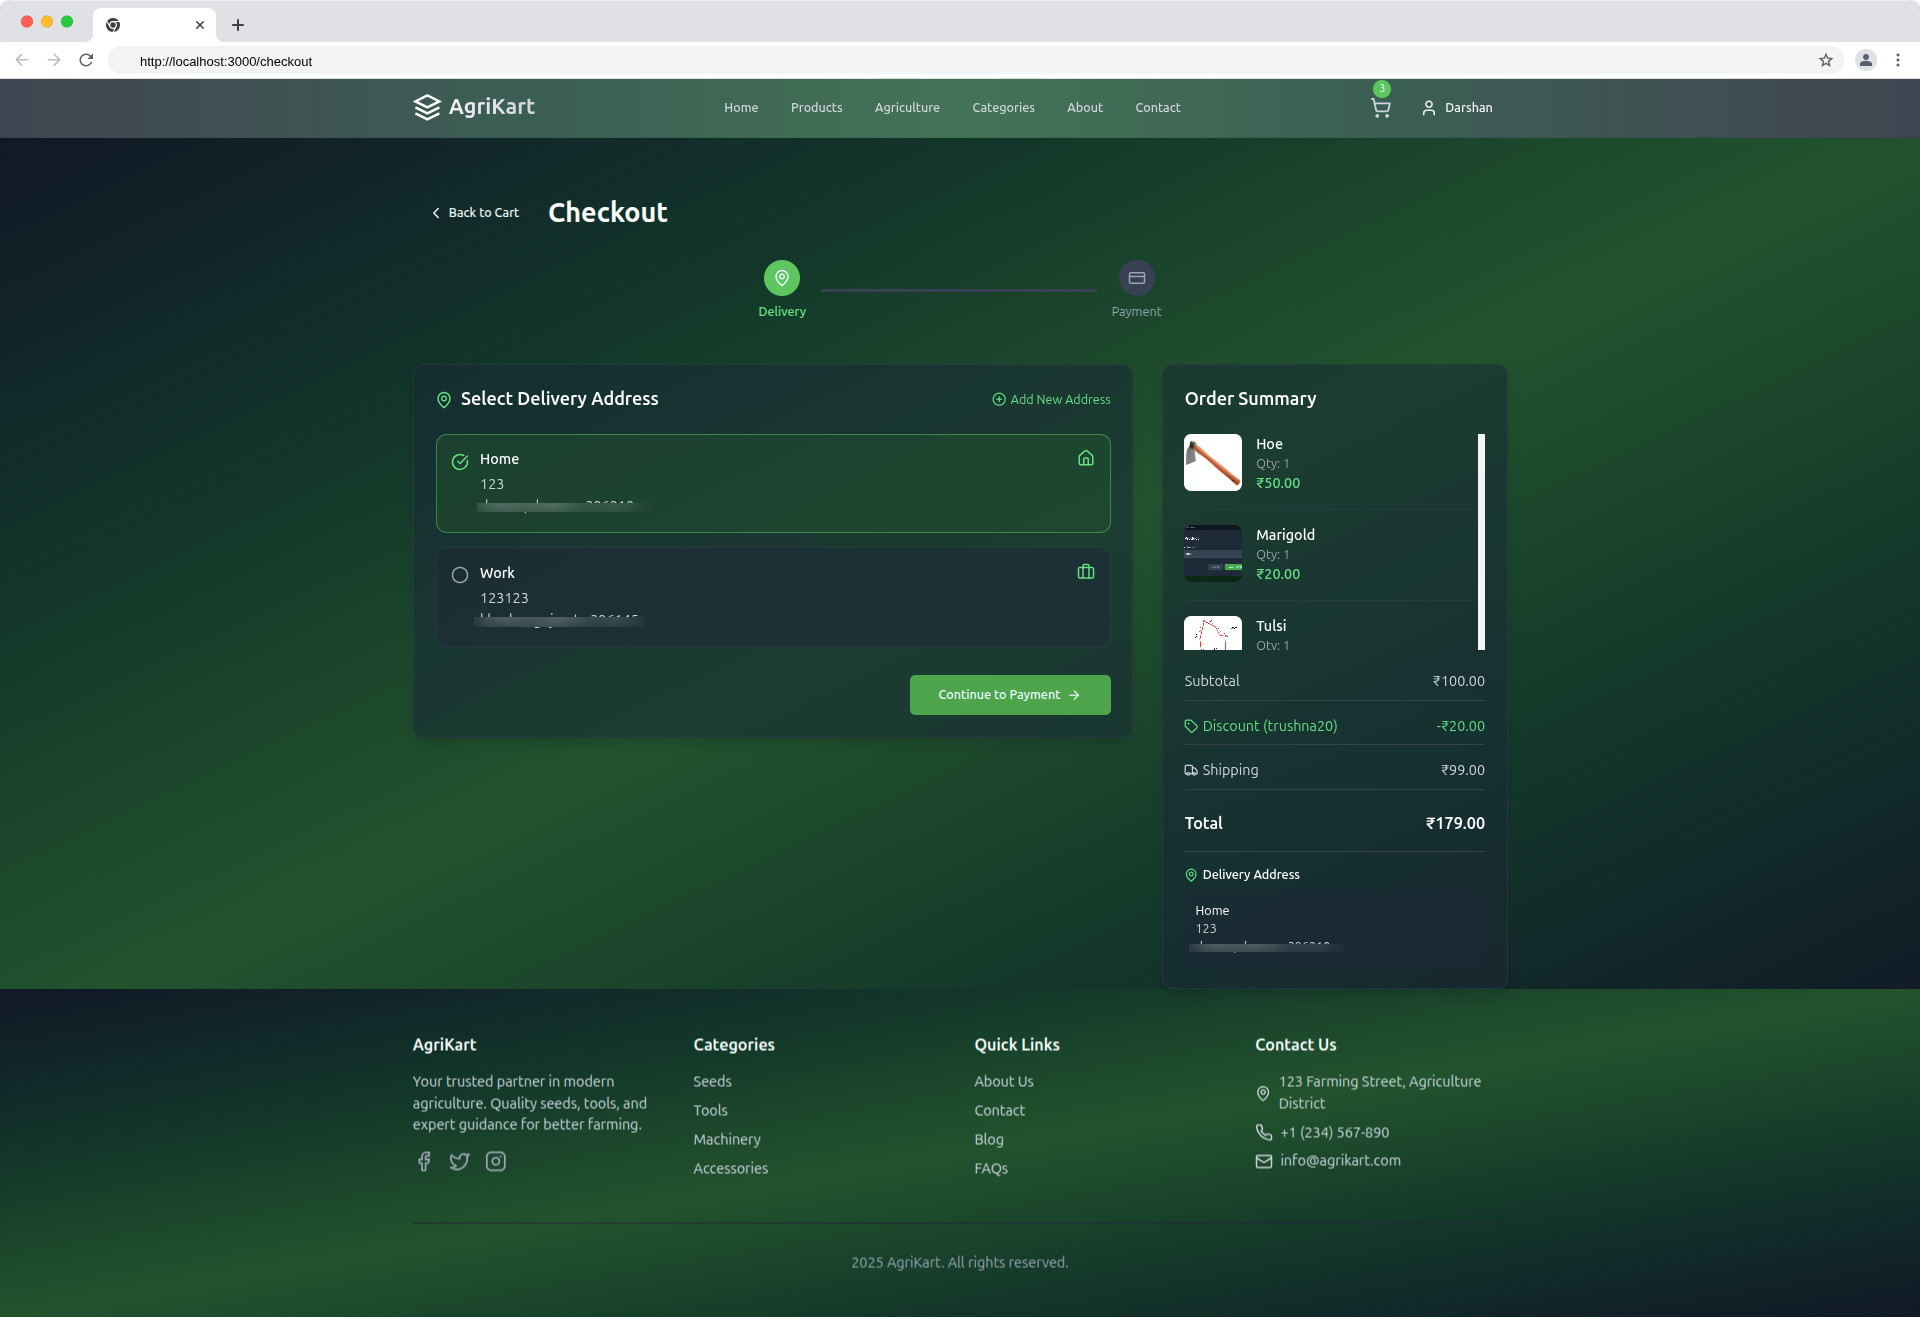 http://localhost:3000/checkout
AgriKart
Home
Products
Agriculture
Categories
About
Contact
3
Darshan
Back to Cart
Checkout
Delivery
Payment
Select Delivery Address
Add New Address
Home
123
Work
123123
Continue to Payment
Order Summary
Hoe
Qty: 1
₹50.00
Marigold
Qty: 1
₹20.00
Tulsi
Qty: 1
Subtotal
₹100.00
Discount (trushna20)
-₹20.00
Shipping
₹99.00
Total
₹179.00
Delivery Address
Home
123
AgriKart
Your trusted partner in modern
agriculture. Quality seeds, tools, and
expert guidance for better farming.
Categories
Seeds
Tools
Machinery
Accessories
Quick Links
About Us
Contact
Blog
FAQs
Contact Us
123 Farming Street, Agriculture
District
+1 (234) 567-890
info@agrikart.com
2025 AgriKart. All rights reserved.